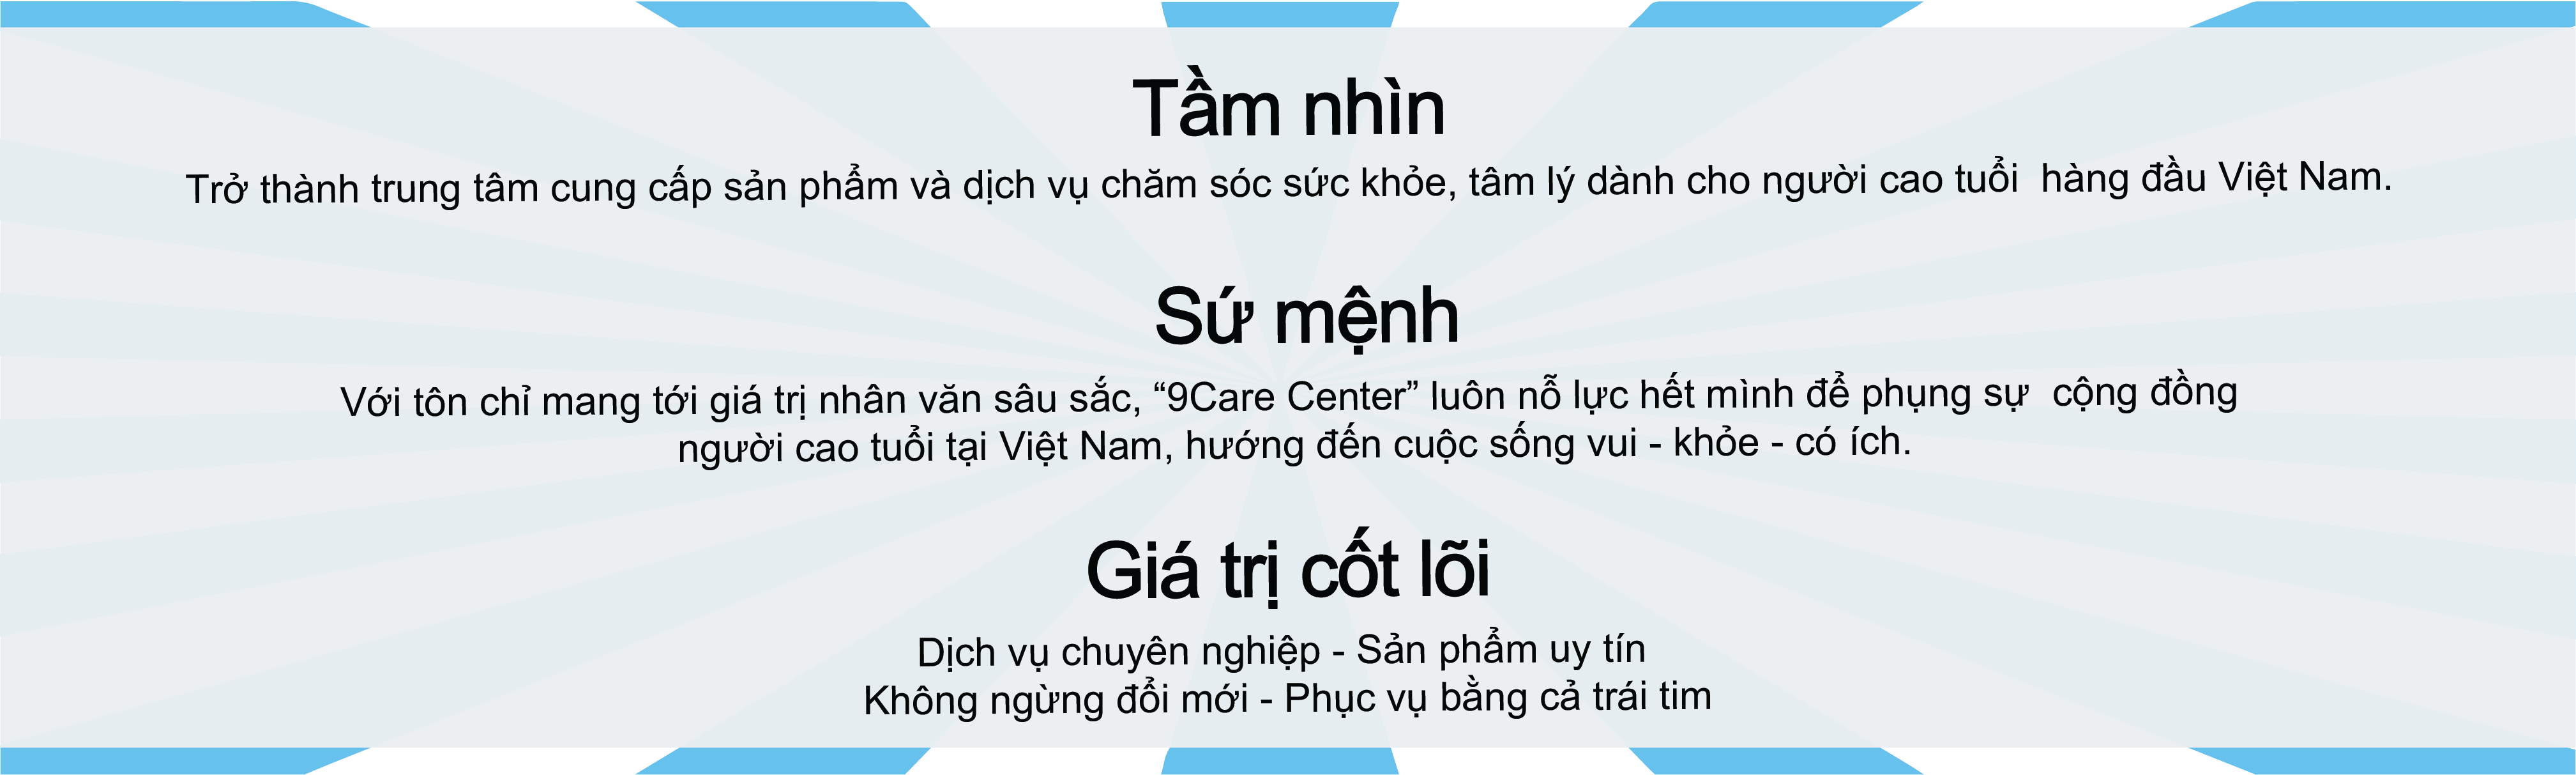 Tầm nhìn
Trở thành trung tâm cung cấp sản phẩm và dịch vụ chăm sóc sức khỏe, tâm lý dành cho người cao tuổi  hàng đầu Việt Nam.
Sứ mệnh
Với tôn chỉ mang tới giá trị nhân văn sâu sắc, “9Care Center” luôn nỗ lực hết mình để phụng sự  cộng đồng
người cao tuổi tại Việt Nam, hướng đến cuộc sống vui - khỏe - có ích.
Giá trị cốt lõi
Dịch vụ chuyên nghiệp - Sản phẩm uy tín
Không ngừng đổi mới - Phục vụ bằng cả trái tim